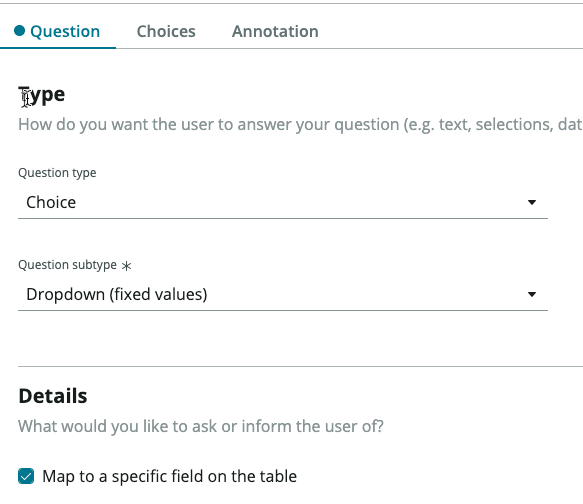 Question Choices Annotation
Type
How do you want the user to answer your question (e.g. text, selections, dat
Question type
Choice
Question subtype *
Dropdown (fixed values)
Details
What would you like to ask or inform the user of?
Map to a specific field on the table